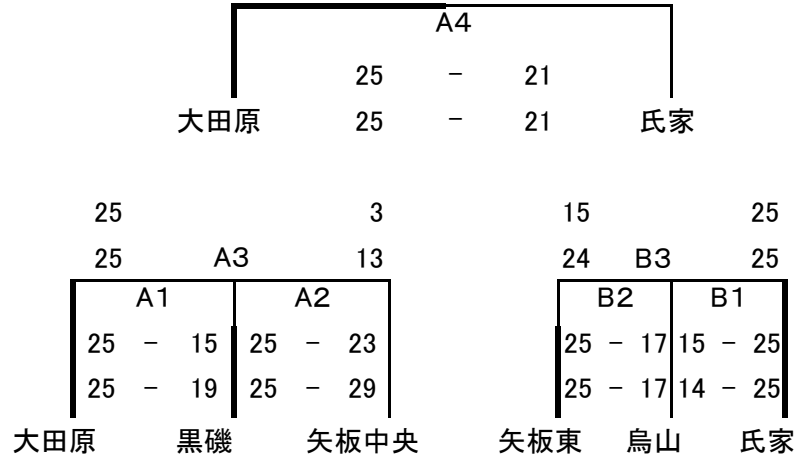 A4
25 - 21
大田原 25 - 21 氏家
25 3 15 25
25 A3 13 24 B3 25
A1 A2 B2 B1
25 - 15 25 - 23 25 - 17 15 - 25
25 - 19 25 - 29 25 - 17 14 - 25
大田原 黒磯 矢板中央 矢板東 烏山 氏家